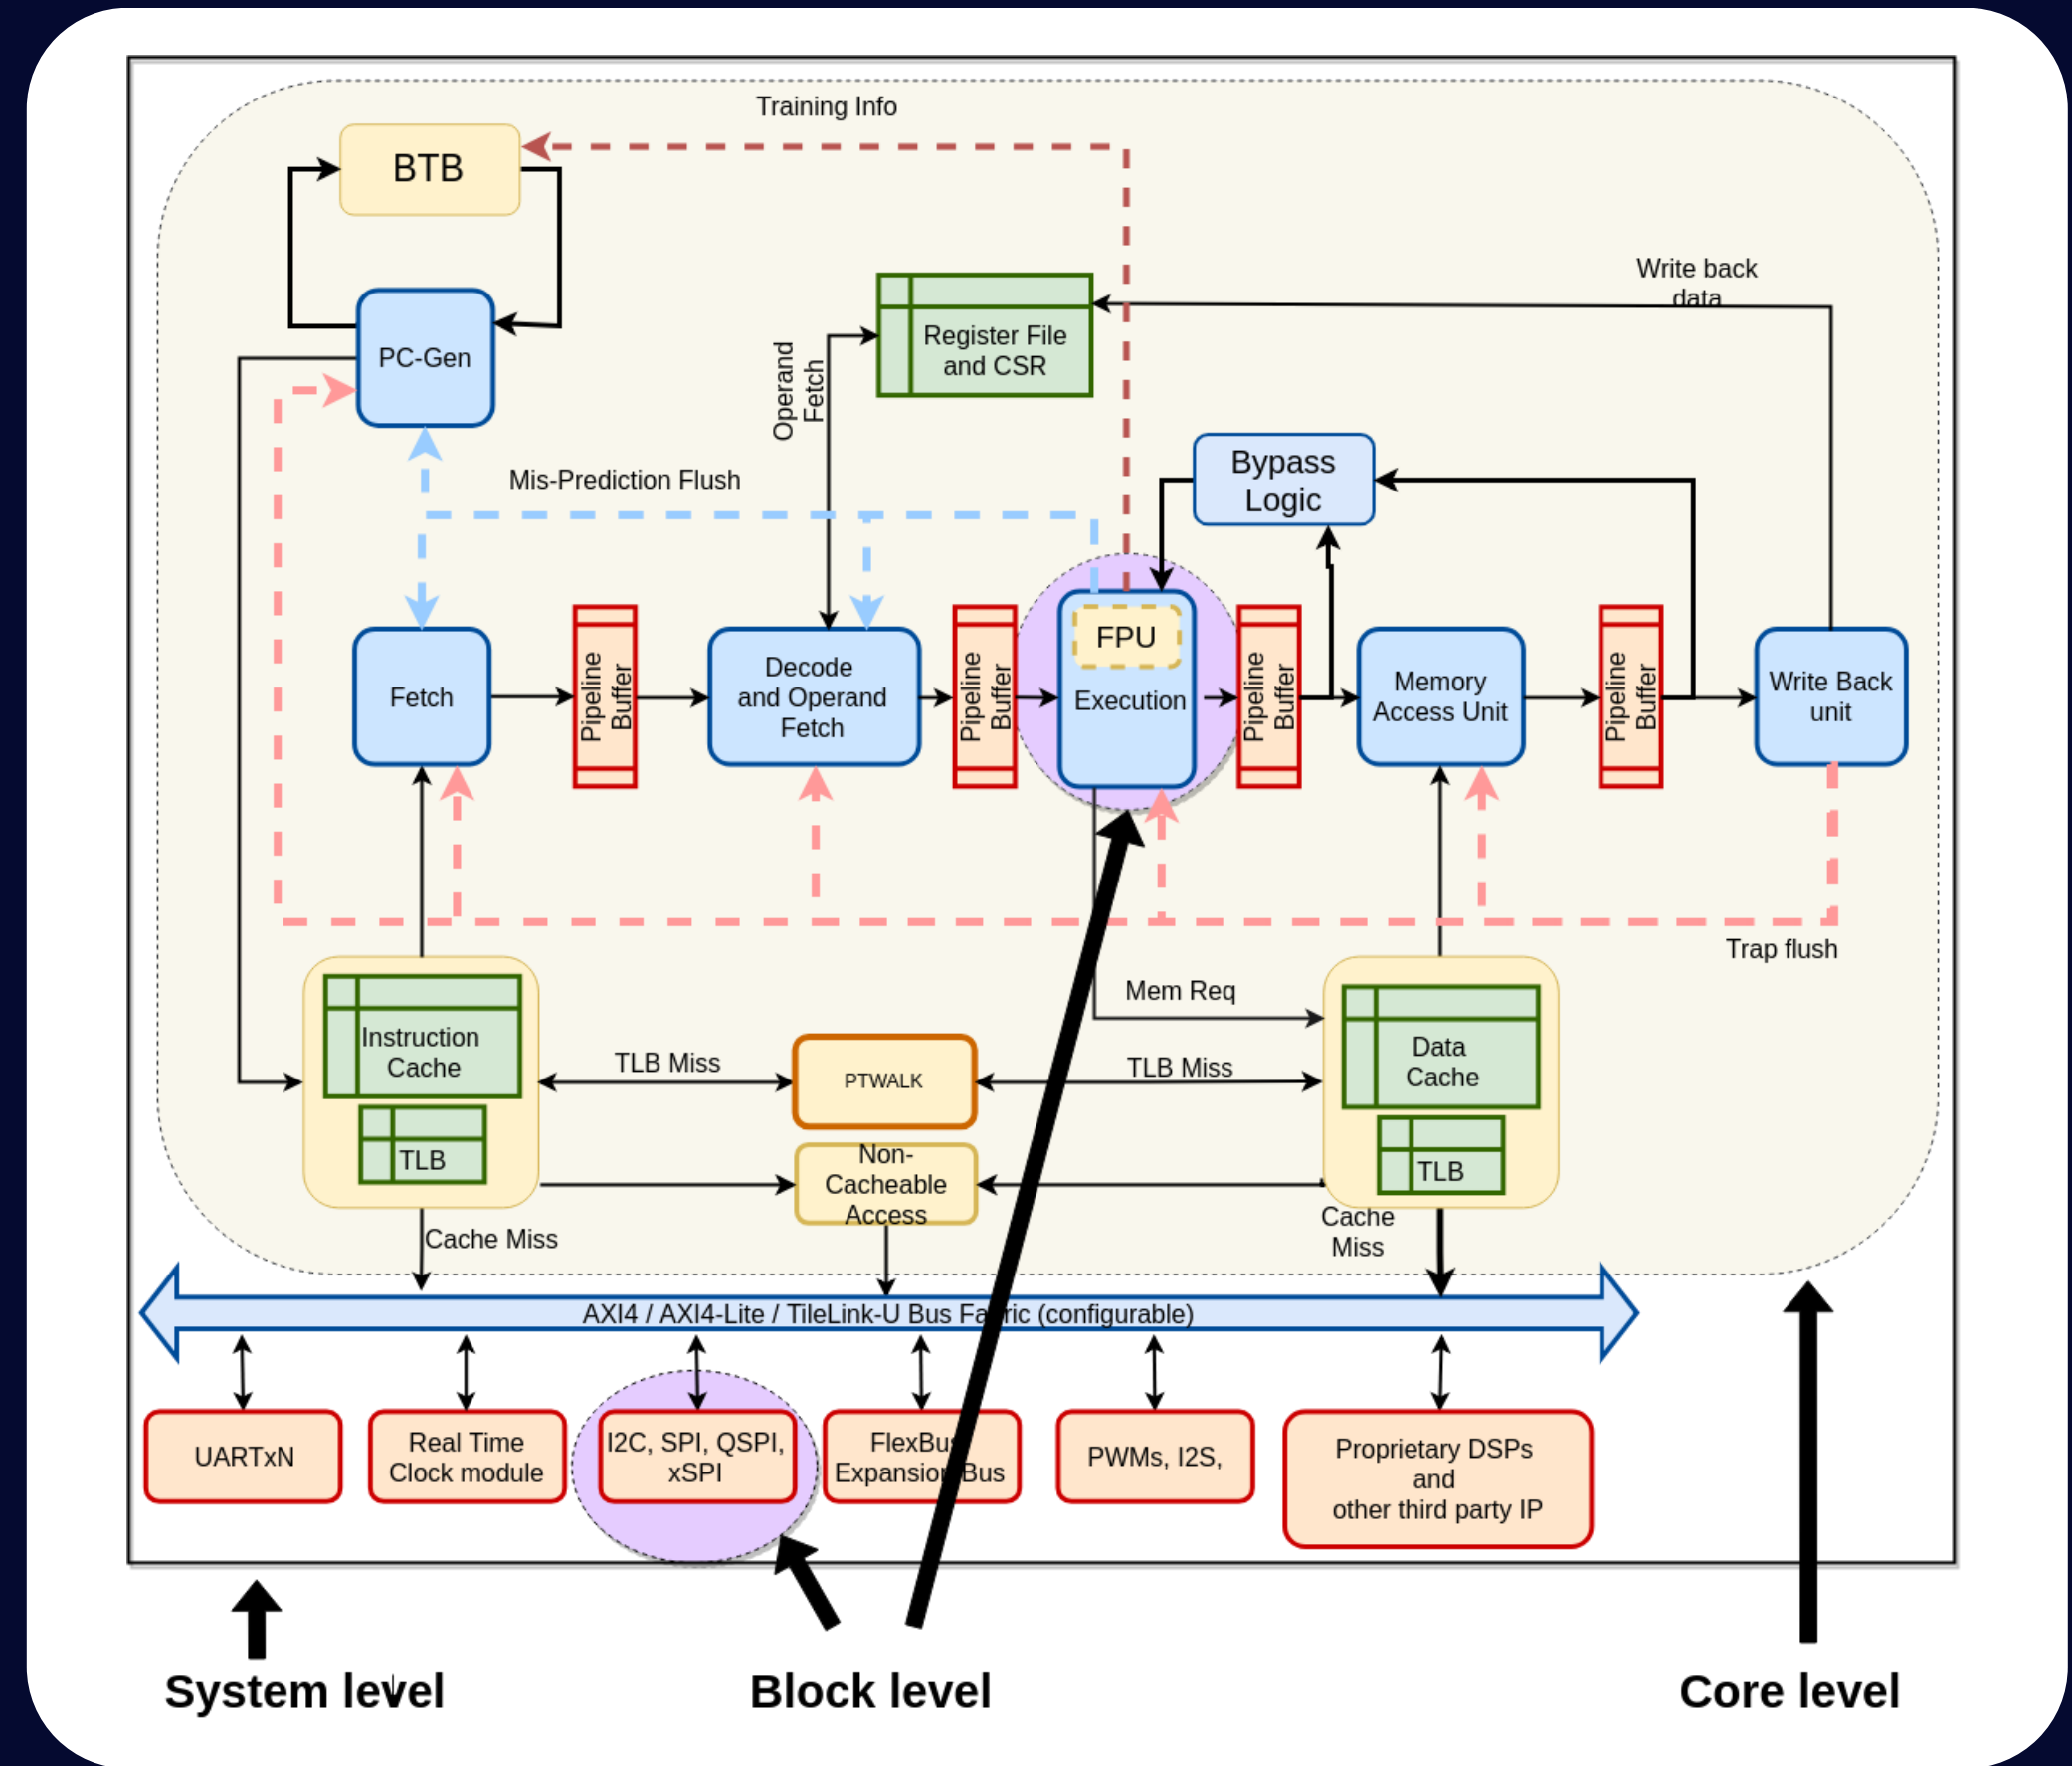 Training Info
BTB
Write back
data
PC-Gen
Register File
and CSR
Operand
Fetch
Mis-Prediction Flush
Bypass
Logic
Fetch
Pipeline
Buffer
Decode
and Operand
Fetch
Pipeline
Buffer
FPU
Execution
Pipeline
Buffer
Memory
Access Unit
Pipeline
Buffer
Write Back
unit
Trap flush
Instruction
Cache
TLB
TLB Miss
PTWALK
Mem Req
TLB Miss
Data
Cache
TLB
Non-
Cacheable
Access
Cache Miss
Cache
Miss
AXI4 / AXI4-Lite / TileLink-U Bus Fabric (configurable)
UARTxN
Real Time
Clock module
I2C, SPI, QSPI,
xSPI
FlexBus
Expansion Bus
PWMs, I2S,
Proprietary DSPs
and
other third party IP
System level
Block level
Core level